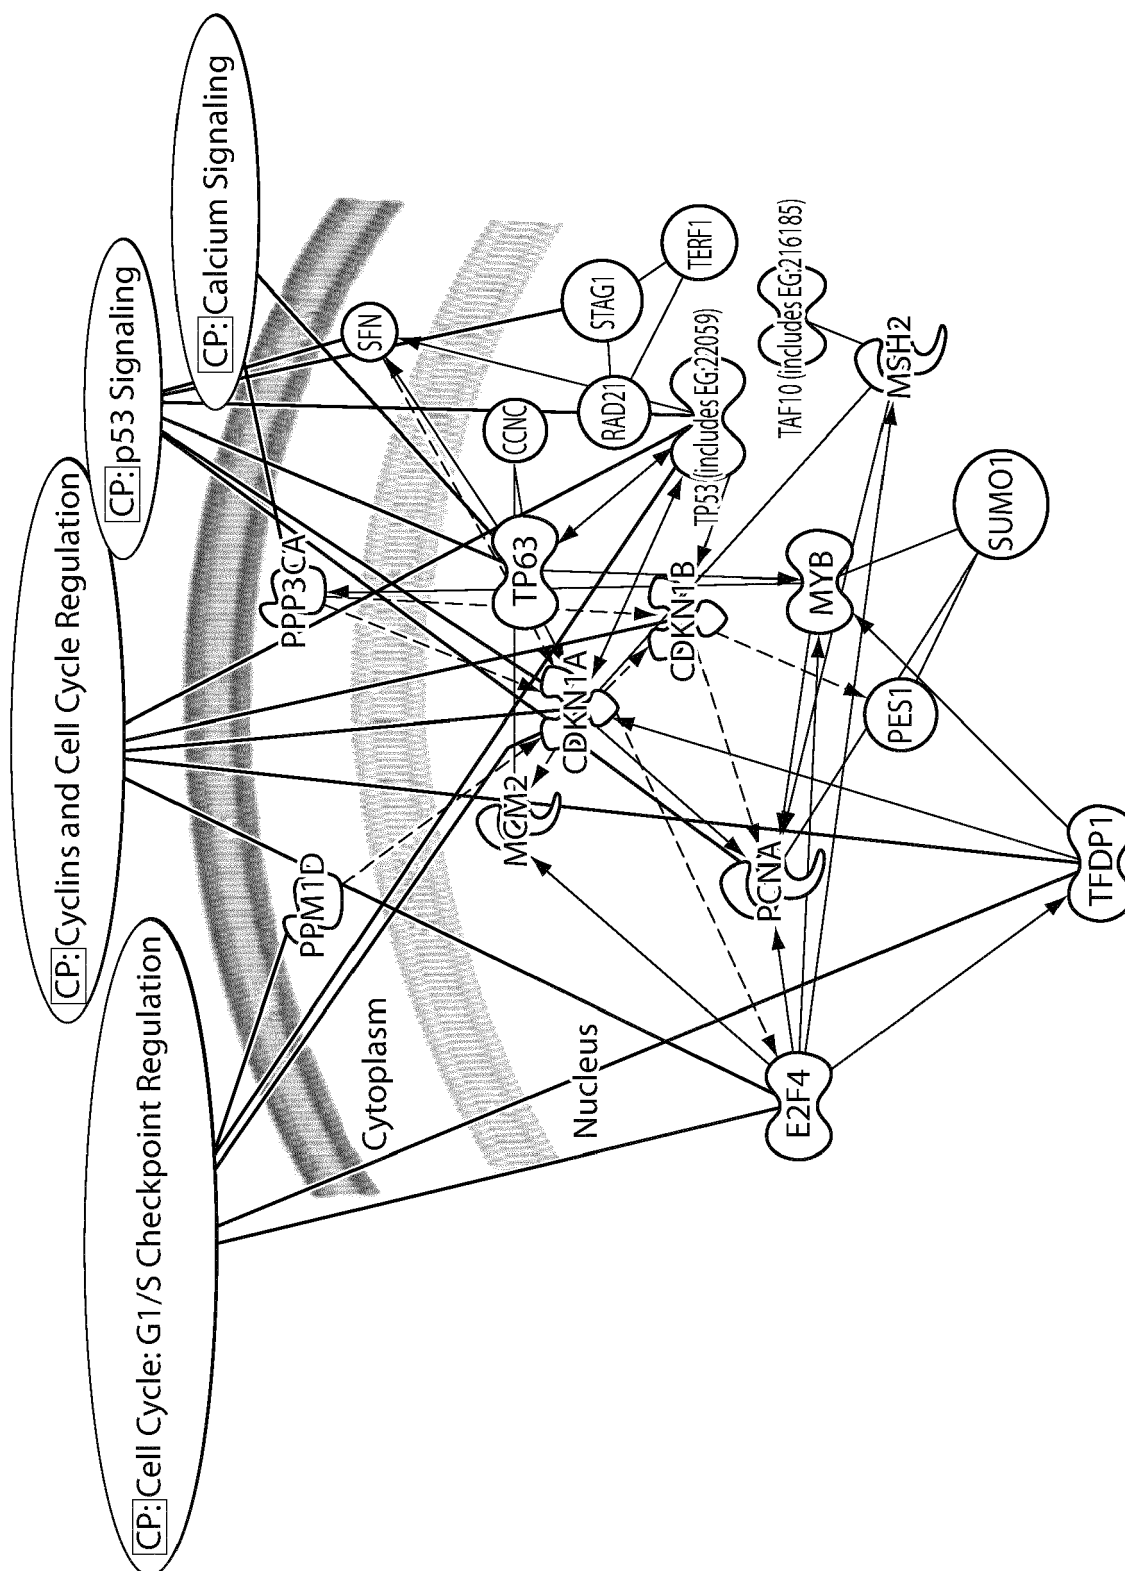 CP:Cell Cycle: G1/S Checkpoint Regulation
CP:Cyclins and Cell Cycle Regulation
CP:p53 Signaling
CP:Calcium Signaling
Cytoplasm
Nucleus
PPM1D
PPP3CA
SFN
MCM2
CDKN1A
TP63
CCNC
RAD21
STAG1
TERF1
CDKN1B
TP53 (includes EG:22059)
TAF10 (includes EG:216185)
E2F4
PCNA
MYB
MSH2
PES1
SUMO1
TFDP1